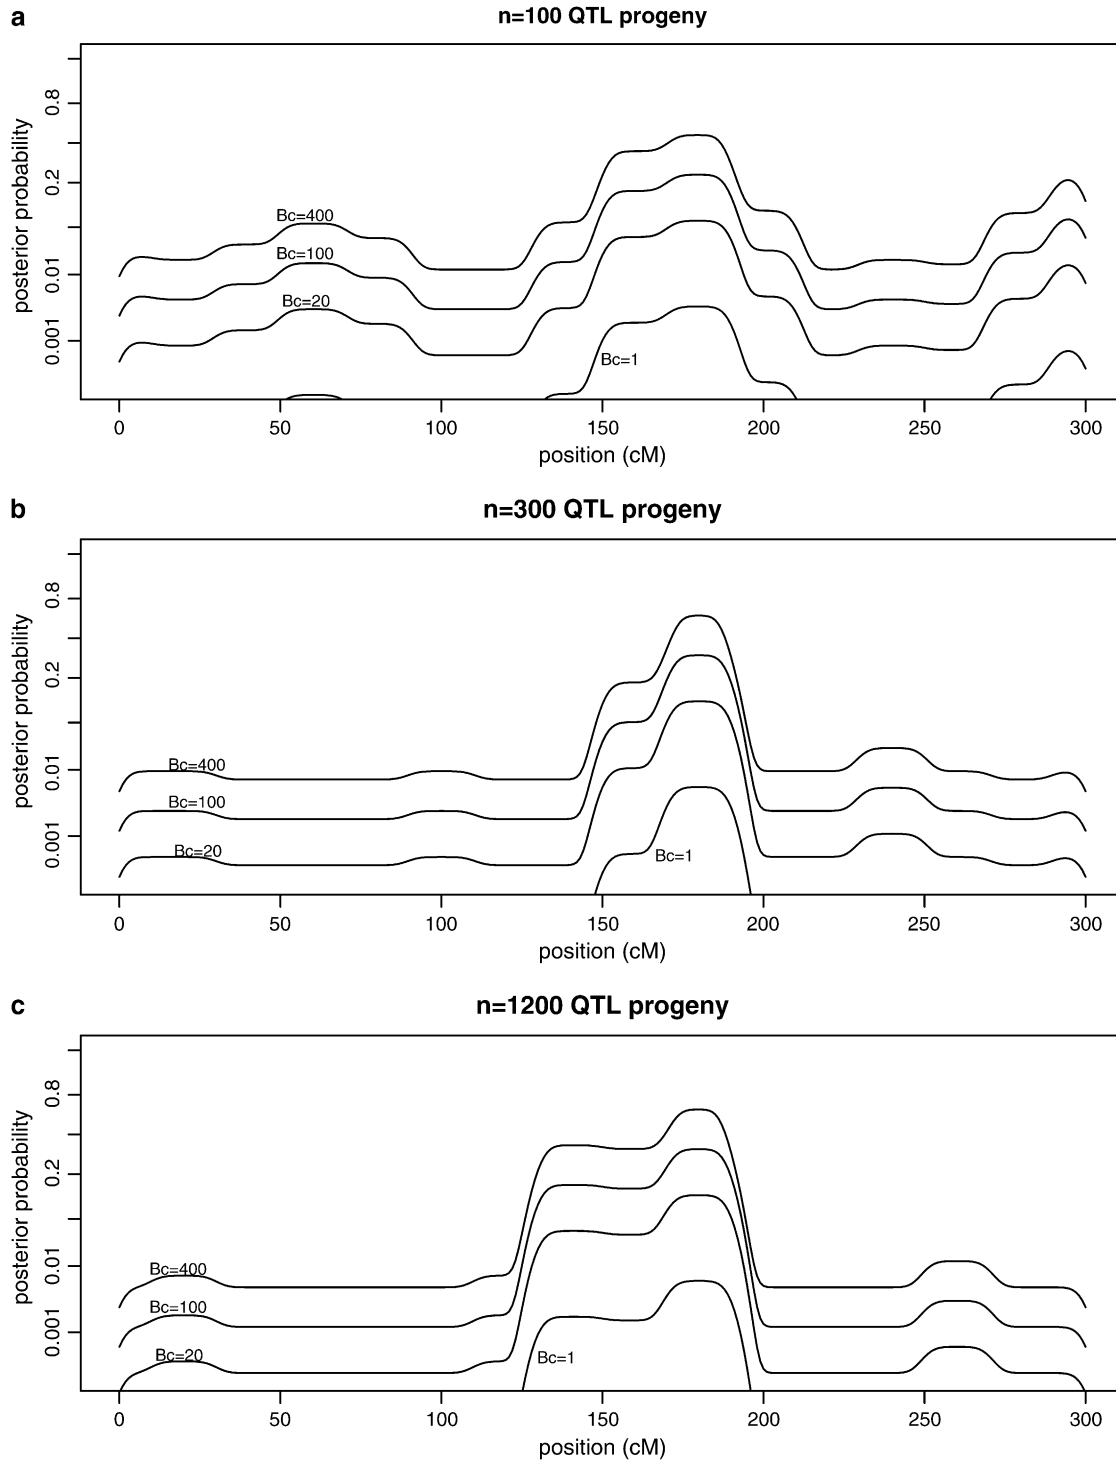 a
n=100 QTL progeny
posterior probability
0.8
0.2
0.01
0.001
Bc=400
Bc=100
Bc=20
Bc=1
0 50 100 150 200 250 300
position (cM)
b
n=300 QTL progeny
posterior probability
0.8
0.2
0.01
0.001
Bc=400
Bc=100
Bc=20
Bc=1
0 50 100 150 200 250 300
position (cM)
c
n=1200 QTL progeny
posterior probability
0.8
0.2
0.01
0.001
Bc=400
Bc=100
Bc=20
Bc=1
0 50 100 150 200 250 300
position (cM)